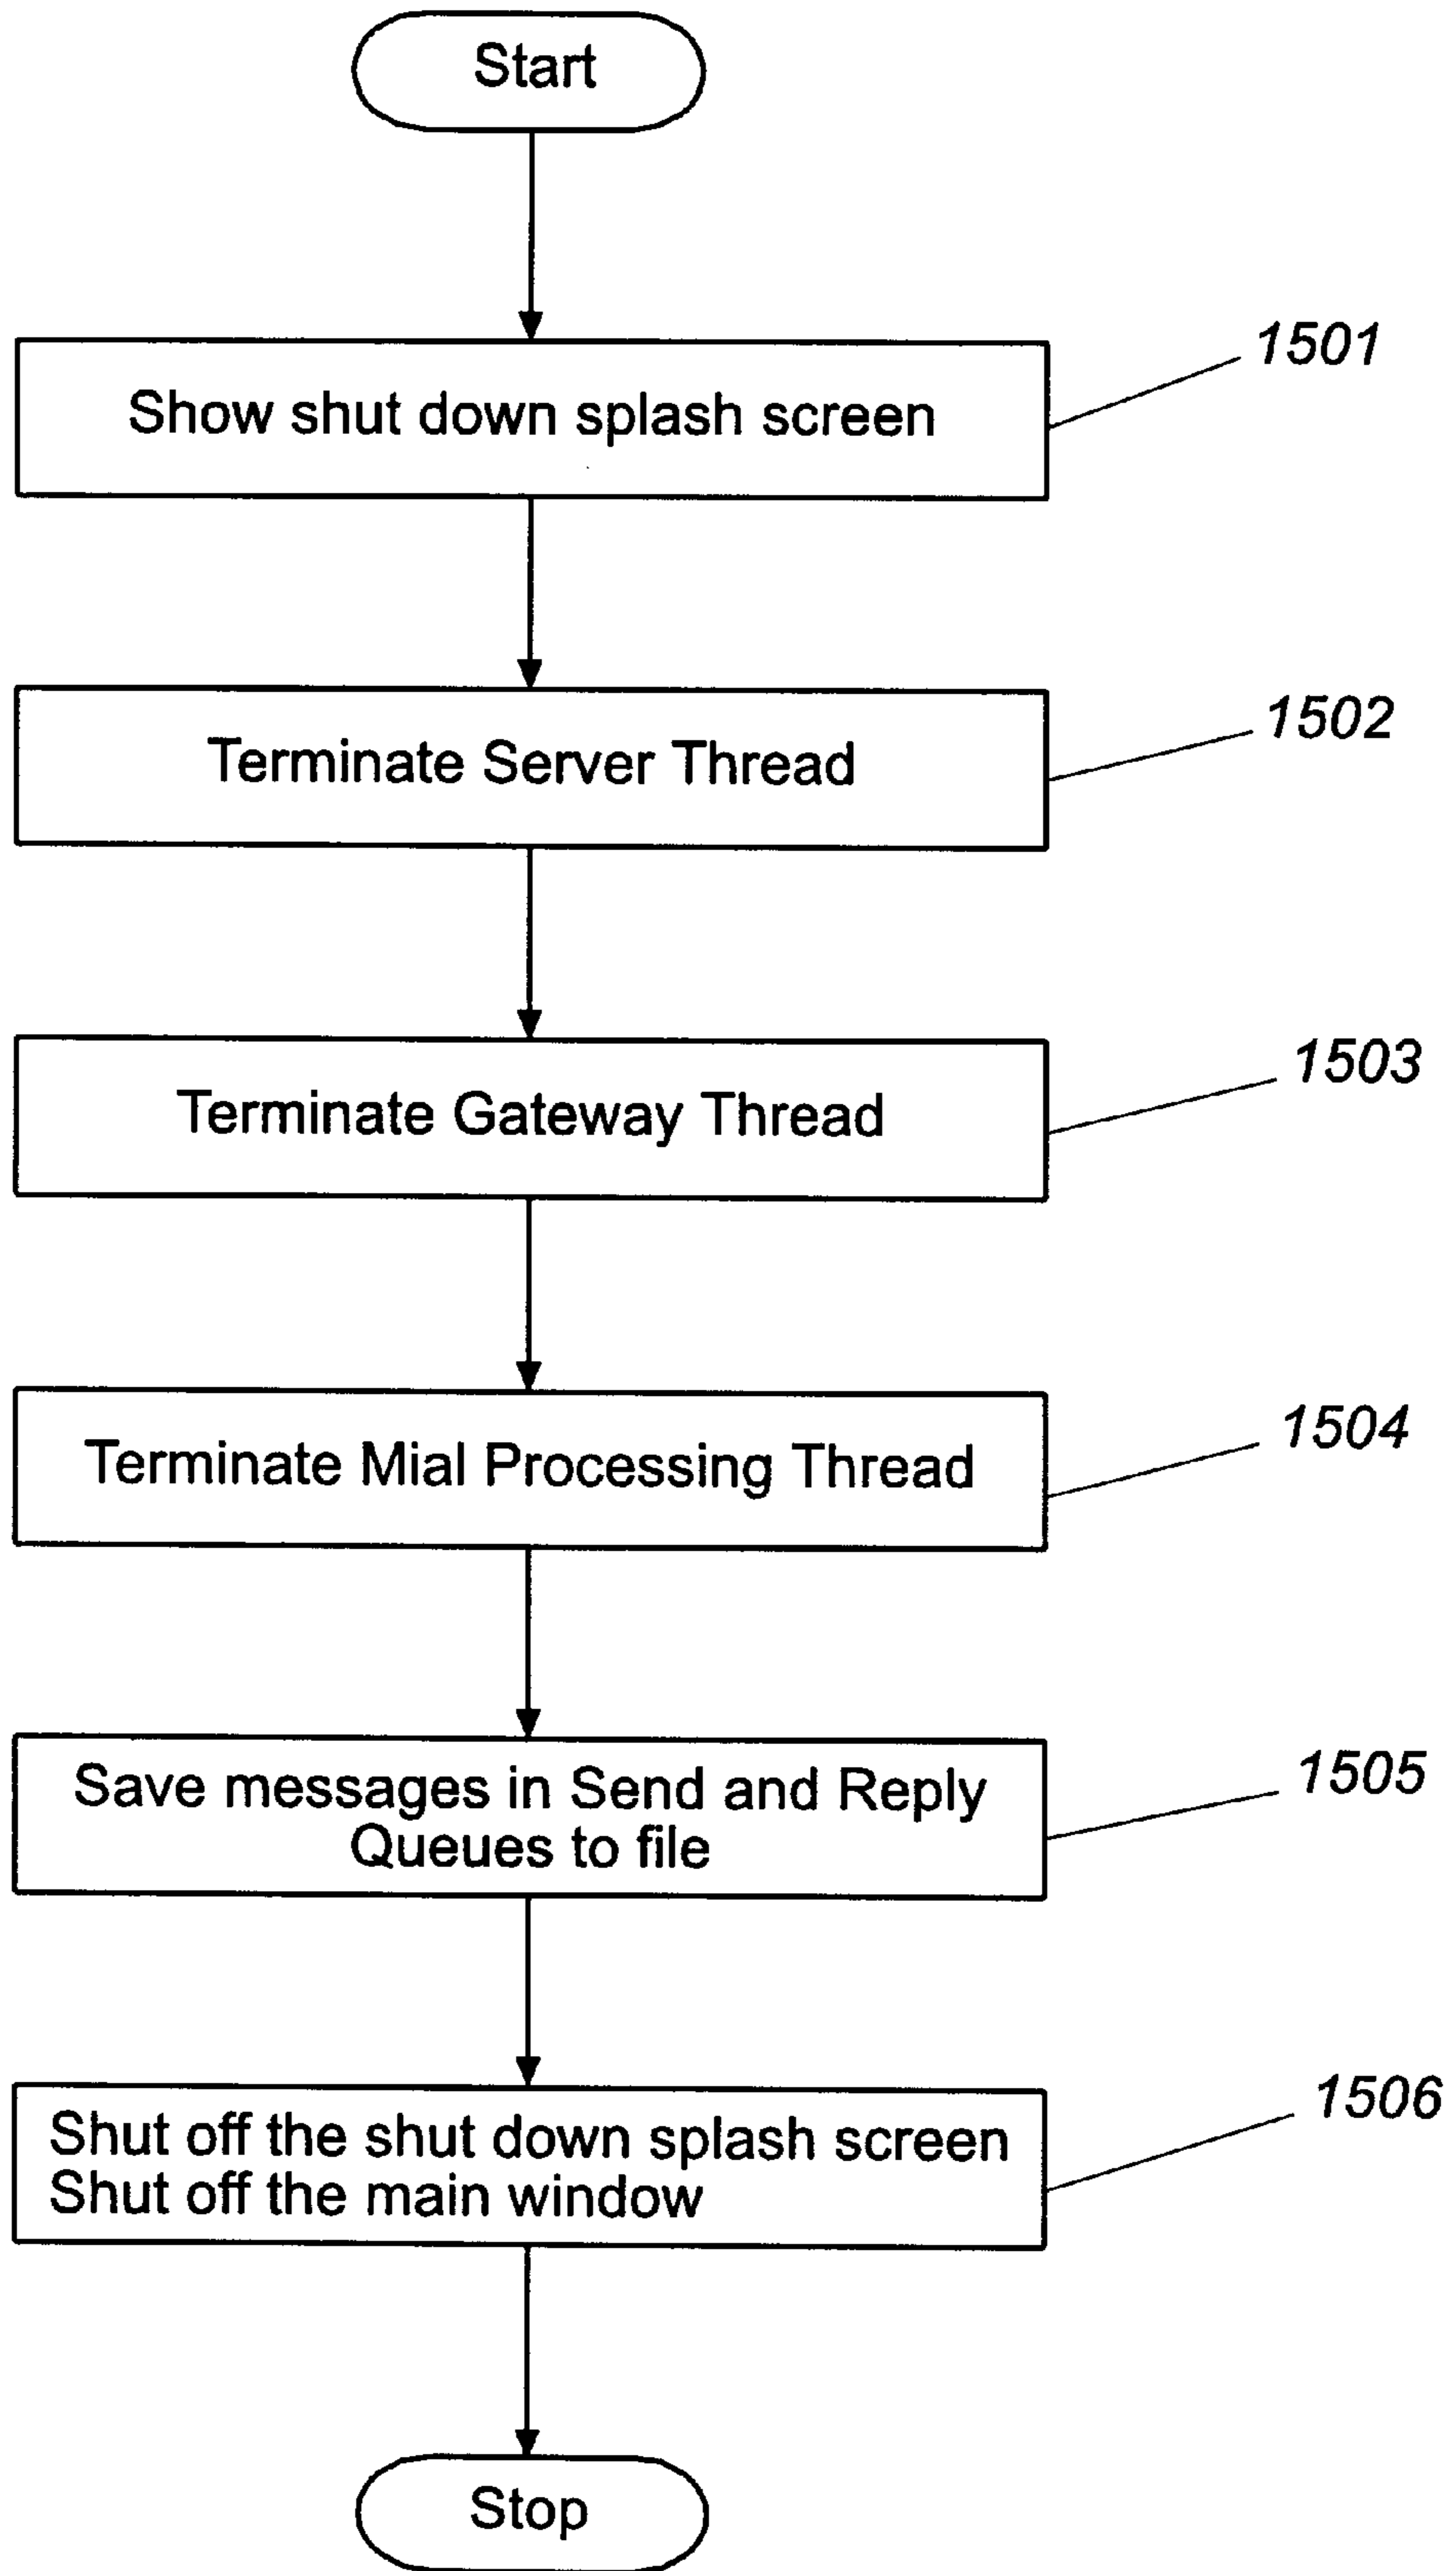 Start
Show shut down splash screen
1501
Terminate Server Thread
1502
Terminate Gateway Thread
1503
Terminate Mial Processing Thread
1504
Save messages in Send and Reply
Queues to file
1505
Shut off the shut down splash screen
Shut off the main window
1506
Stop